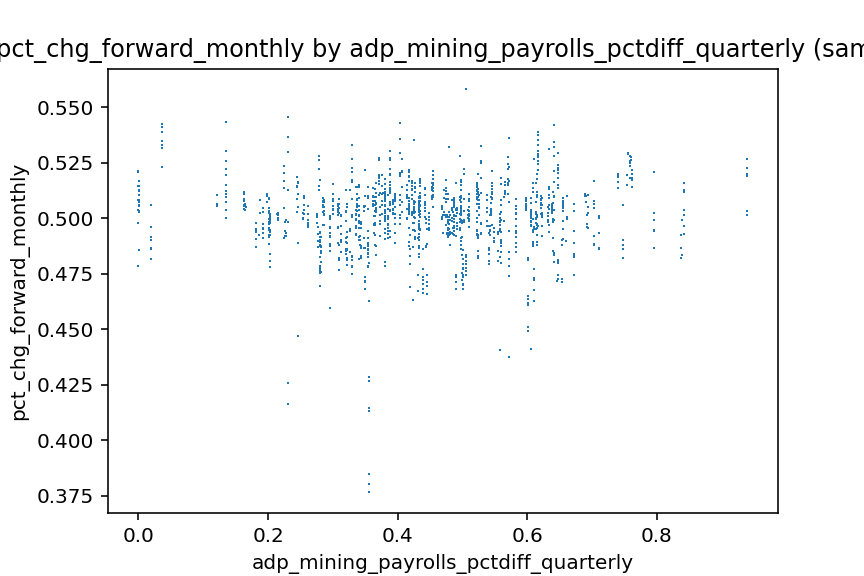 pct_chg_forward_monthly by adp_mining_payrolls_pctdiff_quarterly (sam
0.550
0.525
0.500
0.475
0.450
0.425
0.400
0.375
pct_chg_forward_monthly
0.0 0.2 0.4 0.6 0.8
adp_mining_payrolls_pctdiff_quarterly